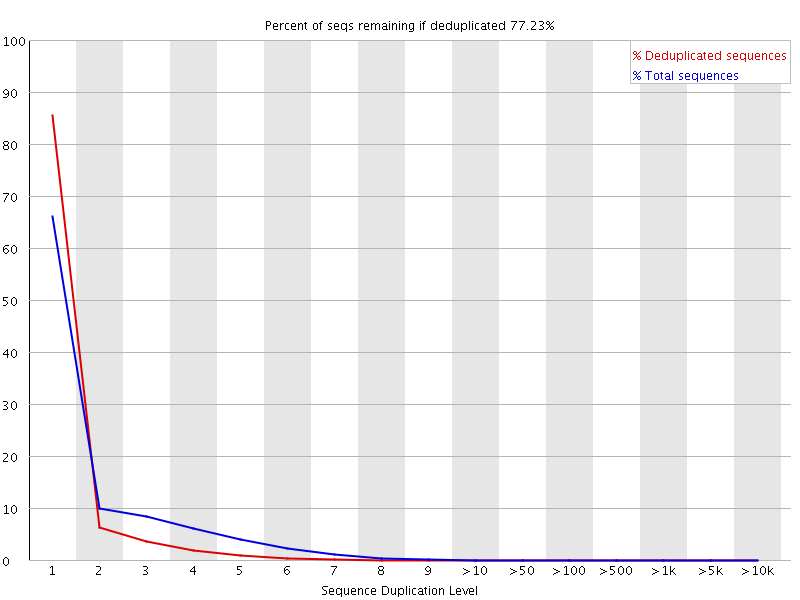 Percent of seqs remaining if deduplicated 77.23%
% Deduplicated sequences
% Total sequences
100
90
80
70
60
50
40
30
20
10
0
1 2 3 4 5 6 7 8 9 >10 >50 >100 >500 >1k >5k >10k
Sequence Duplication Level